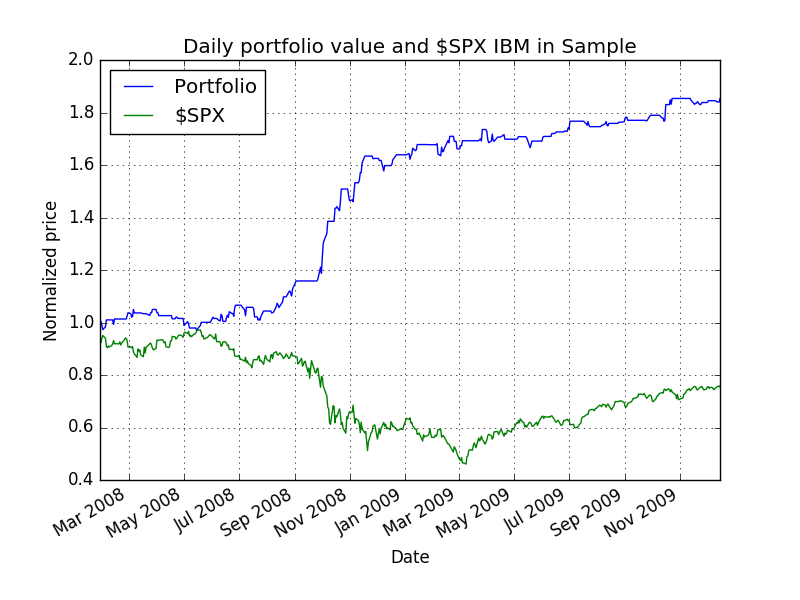 Daily portfolio value and $SPX IBM in Sample
Portfolio
$SPX
Normalized price
2.0
1.8
1.6
1.4
1.2
1.0
0.8
0.6
0.4
Mar 2008
May 2008
Jul 2008
Sep 2008
Nov 2008
Jan 2009
Mar 2009
May 2009
Jul 2009
Sep 2009
Nov 2009
Date